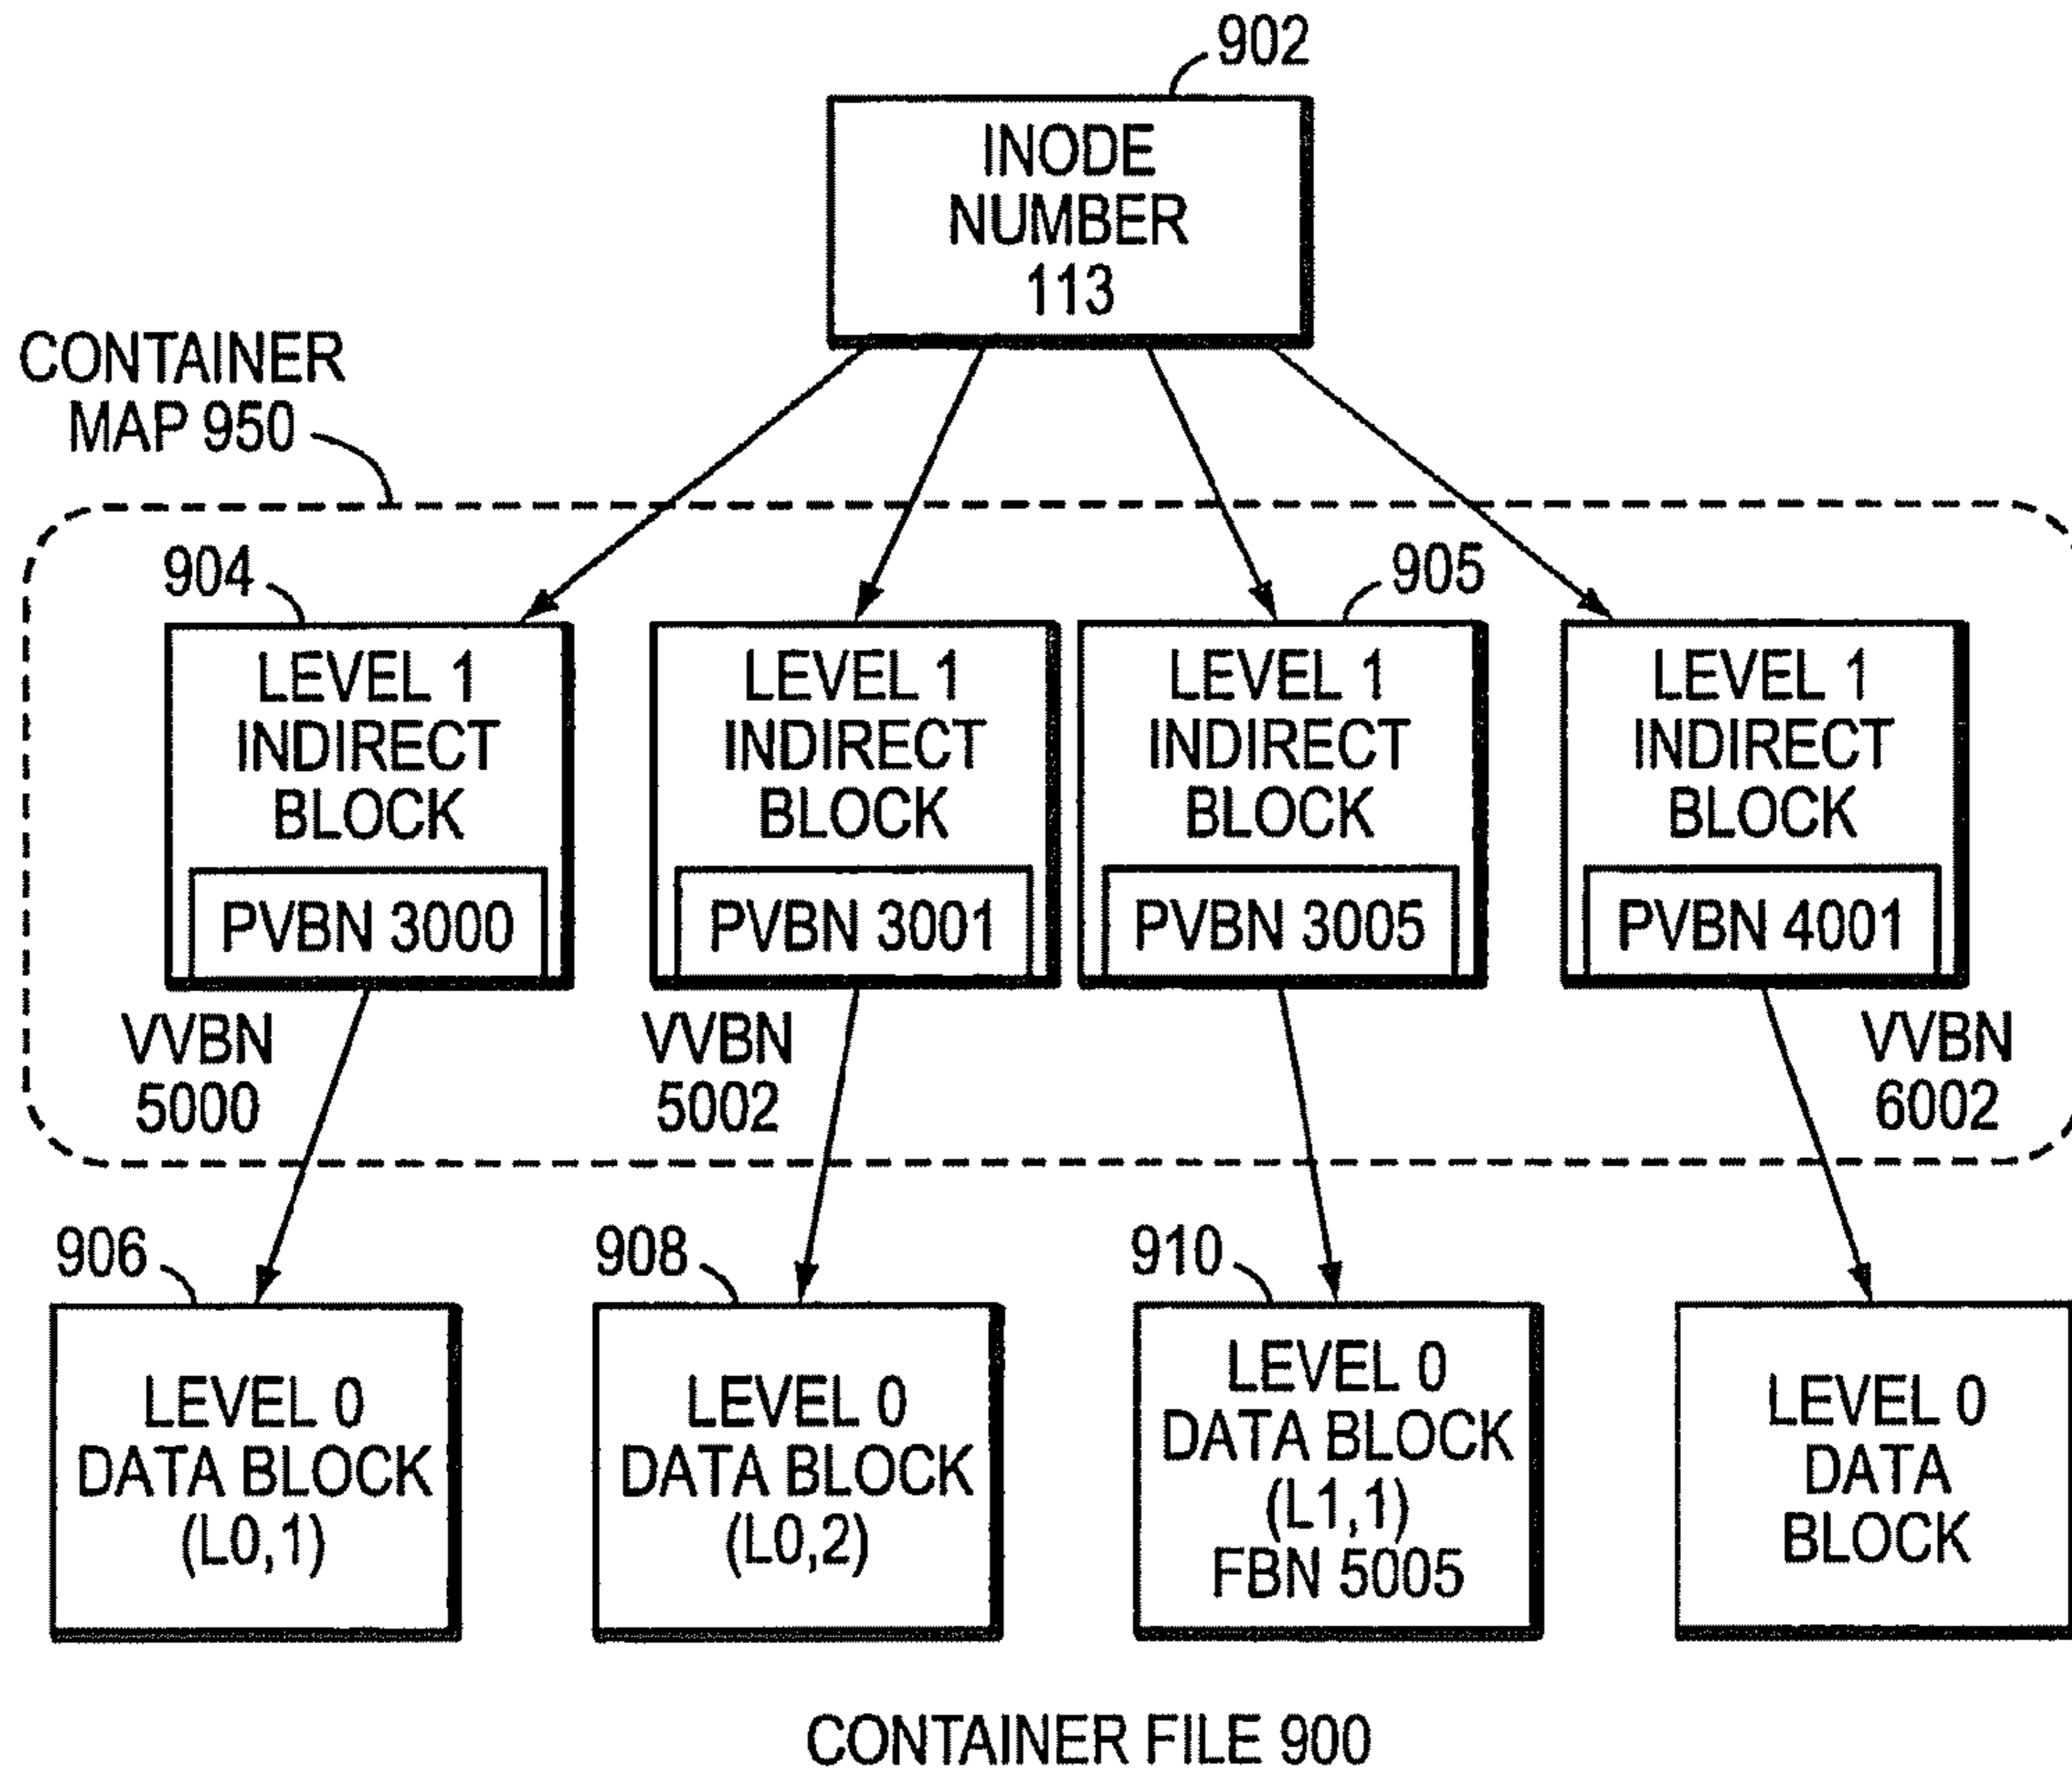 902
INODE
NUMBER
113
CONTAINER
MAP 950
904
905
LEVEL 1
INDIRECT
BLOCK
PVBN 3000
LEVEL 1
INDIRECT
BLOCK
PVBN 3001
LEVEL 1
INDIRECT
BLOCK
PVBN 3005
LEVEL 1
INDIRECT
BLOCK
PVBN 4001
VVBN
5000
VVBN
5002
VVBN
6002
906
908
910
LEVEL 0
DATA BLOCK
(L0,1)
LEVEL 0
DATA BLOCK
(L0,2)
LEVEL 0
DATA BLOCK
(L1,1)
FBN 5005
LEVEL 0
DATA
BLOCK
CONTAINER FILE 900